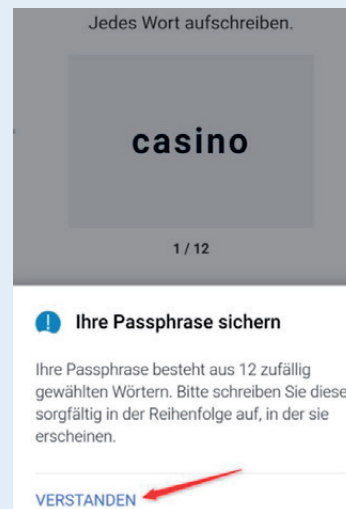 Jedes Wort aufschreiben.
casino
1 / 12
Ihre Passphrase sichern
Ihre Passphrase besteht aus 12 zufällig
gewählten Wörtern. Bitte schreiben Sie diese
sorgfältig in der Reihenfolge auf, in der sie
erscheinen.
VERSTANDEN